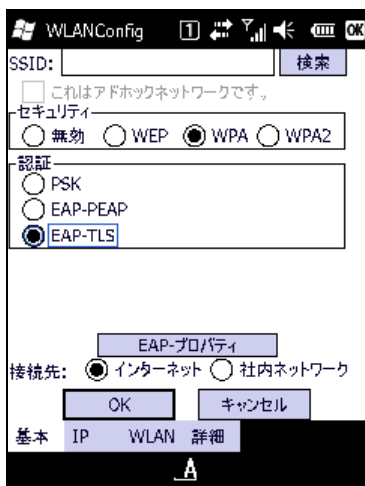 WLANConfig 1 OK
SSID: 検索
これはアドホックネットワークです。
セキュリティ
無効 WEP WPA WPA2
認証
PSK
EAP-PEAP
EAP-TLS
EAP-プロパティ
接続先: インターネット 社内ネットワーク
OK キャンセル
基本 IP WLAN 詳細
A